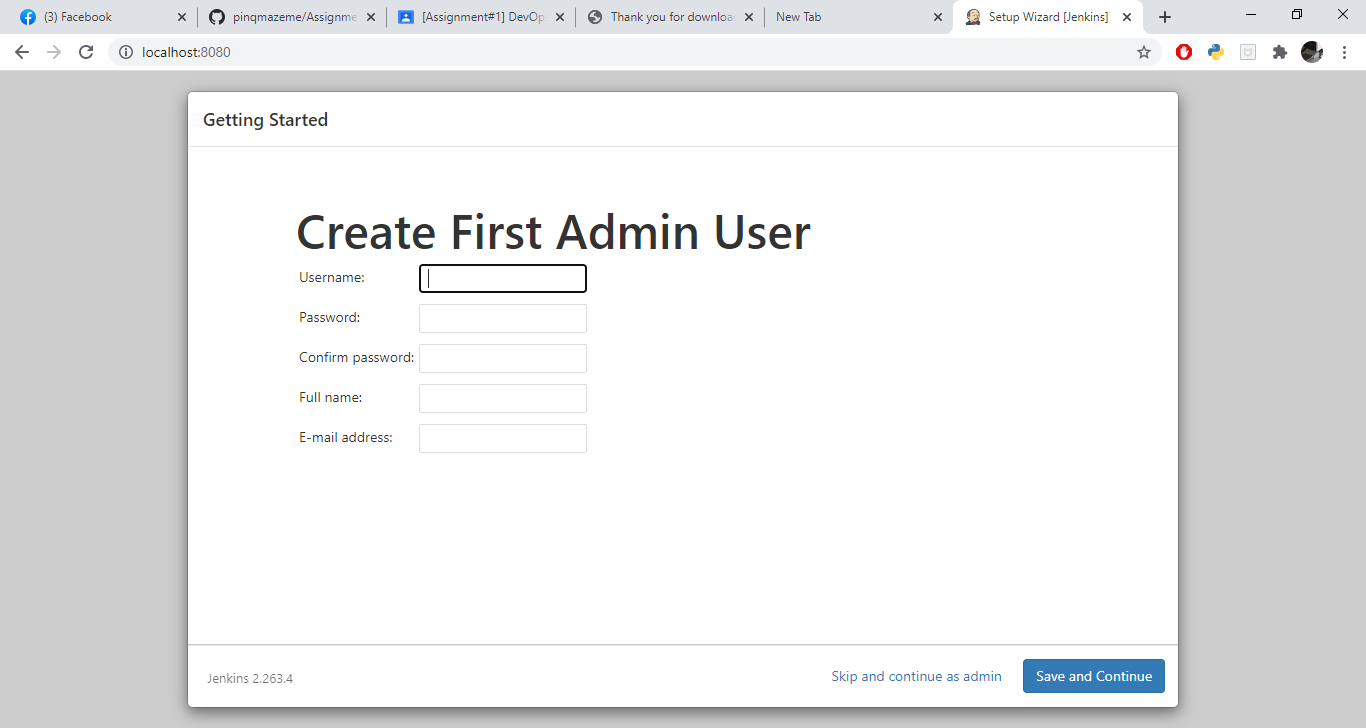 (3) Facebook
pinqmazeme/Assignme
[Assignment#1] DevOp
Thank you for downloa
New Tab
Setup Wizard [Jenkins]
localhost:8080
Getting Started
Create First Admin User
Username:
Password:
Confirm password:
Full name:
E-mail address:
Jenkins 2.263.4
Skip and continue as admin
Save and Continue